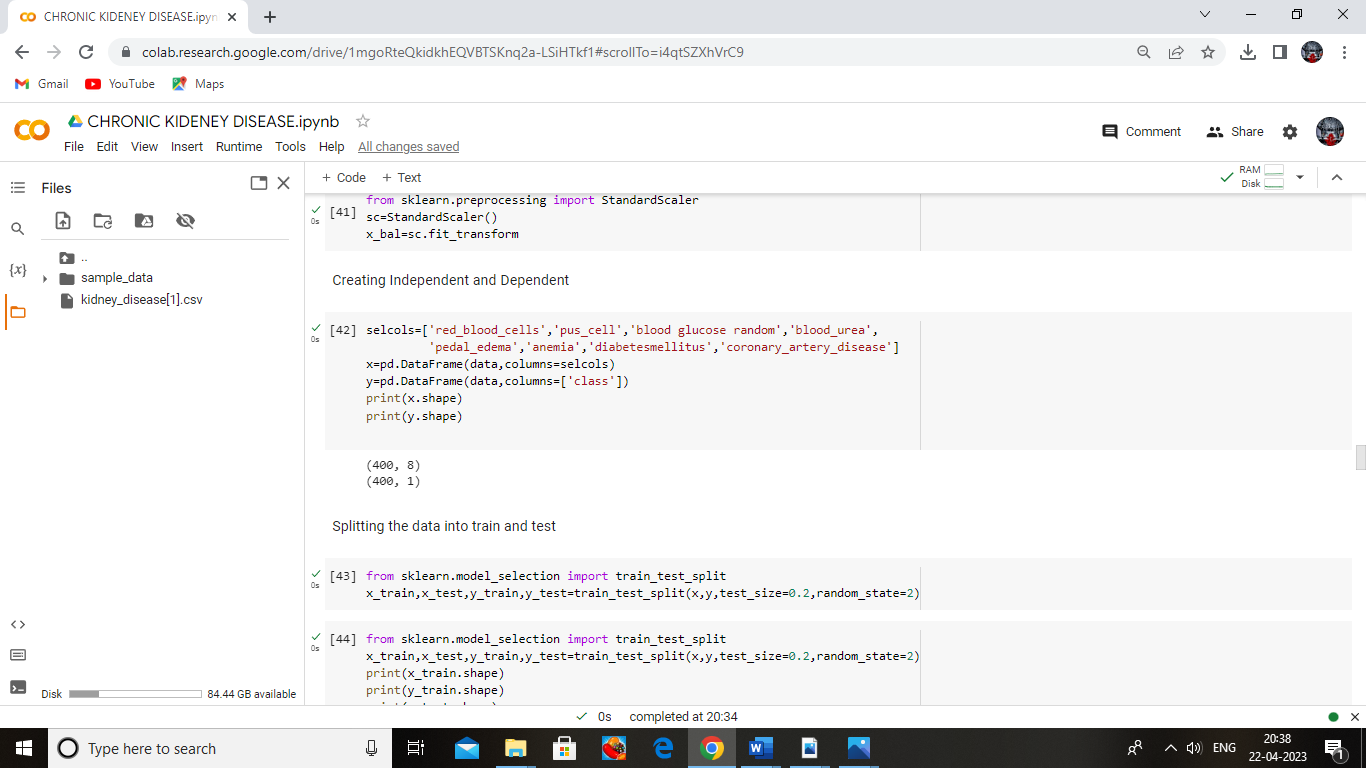 CHRONIC KIDENEY DISEASE.ipyn
colab.research.google.com/drive/1mgoRteQkidkhEQVBTSKnq2a-LSiHTkf1#scrollTo=i4qtSZXhVrC9
Gmail YouTube Maps
CHRONIC KIDENEY DISEASE.ipynb
File Edit View Insert Runtime Tools Help All changes saved
Comment Share
Files
+ Code + Text
RAM
Disk
..
sample_data
kidney_disease[1].csv
{x}
from sklearn.preprocessing import StandardScaler
[41] sc=StandardScaler()
0s
x_bal=sc.fit_transform
Creating Independent and Dependent
[42] selcols=['red_blood_cells','pus_cell','blood glucose random','blood_urea',
0s
'pedal_edema','anemia','diabetesmellitus','coronary_artery_disease']
x=pd.DataFrame(data,columns=selcols)
y=pd.DataFrame(data,columns=['class'])
print(x.shape)
print(y.shape)
(400, 8)
(400, 1)
Splitting the data into train and test
[43] from sklearn.model_selection import train_test_split
0s
x_train,x_test,y_train,y_test=train_test_split(x,y,test_size=0.2,random_state=2)
[44] from sklearn.model_selection import train_test_split
0s
x_train,x_test,y_train,y_test=train_test_split(x,y,test_size=0.2,random_state=2)
print(x_train.shape)
print(y_train.shape)
Disk 84.44 GB available
0s completed at 20:34
Type here to search
ENG
20:38
22-04-2023
1